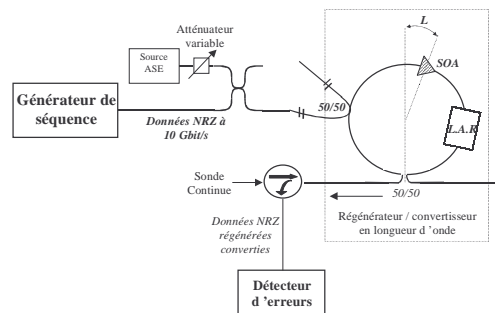 Atténuateur
variable
Source
ASE
Générateur de
séquence
Données NRZ à
10 Gbit/s
50/50
L
SOA
L.A.R
Sonde
Continue
50/50
Données NRZ
régénérées
converties
Régénérateur / convertisseur
en longueur d 'onde
Détecteur
d 'erreurs